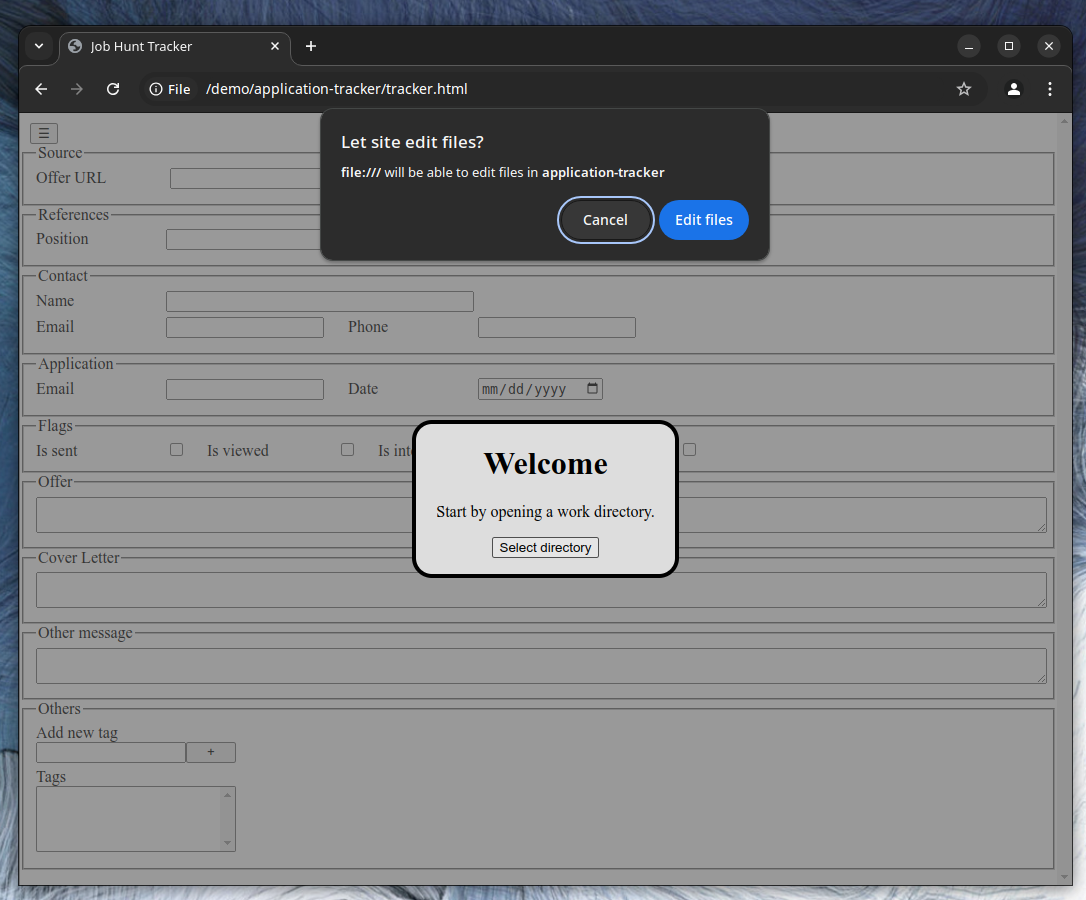 Job Hunt Tracker
File /demo/application-tracker/tracker.html
Let site edit files?
file:/// will be able to edit files in application-tracker
Cancel Edit files
Source
Offer URL
References
Position
Contact
Name
Email Phone
Application
Email Date mm/dd/yyyy
Flags
Is sent Is viewed Is
Welcome
Start by opening a work directory.
Select directory
Offer
Cover Letter
Other message
Others
Add new tag
+
Tags